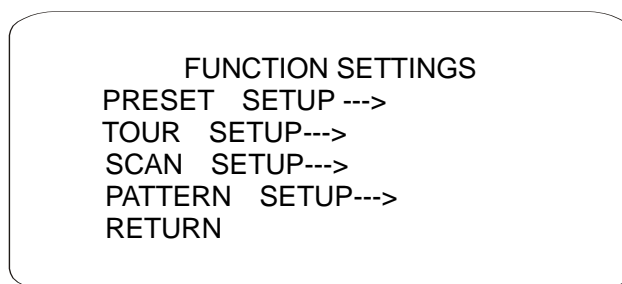 FUNCTION SETTINGS
PRESET SETUP --->
TOUR SETUP--->
SCAN SETUP--->
PATTERN SETUP--->
RETURN